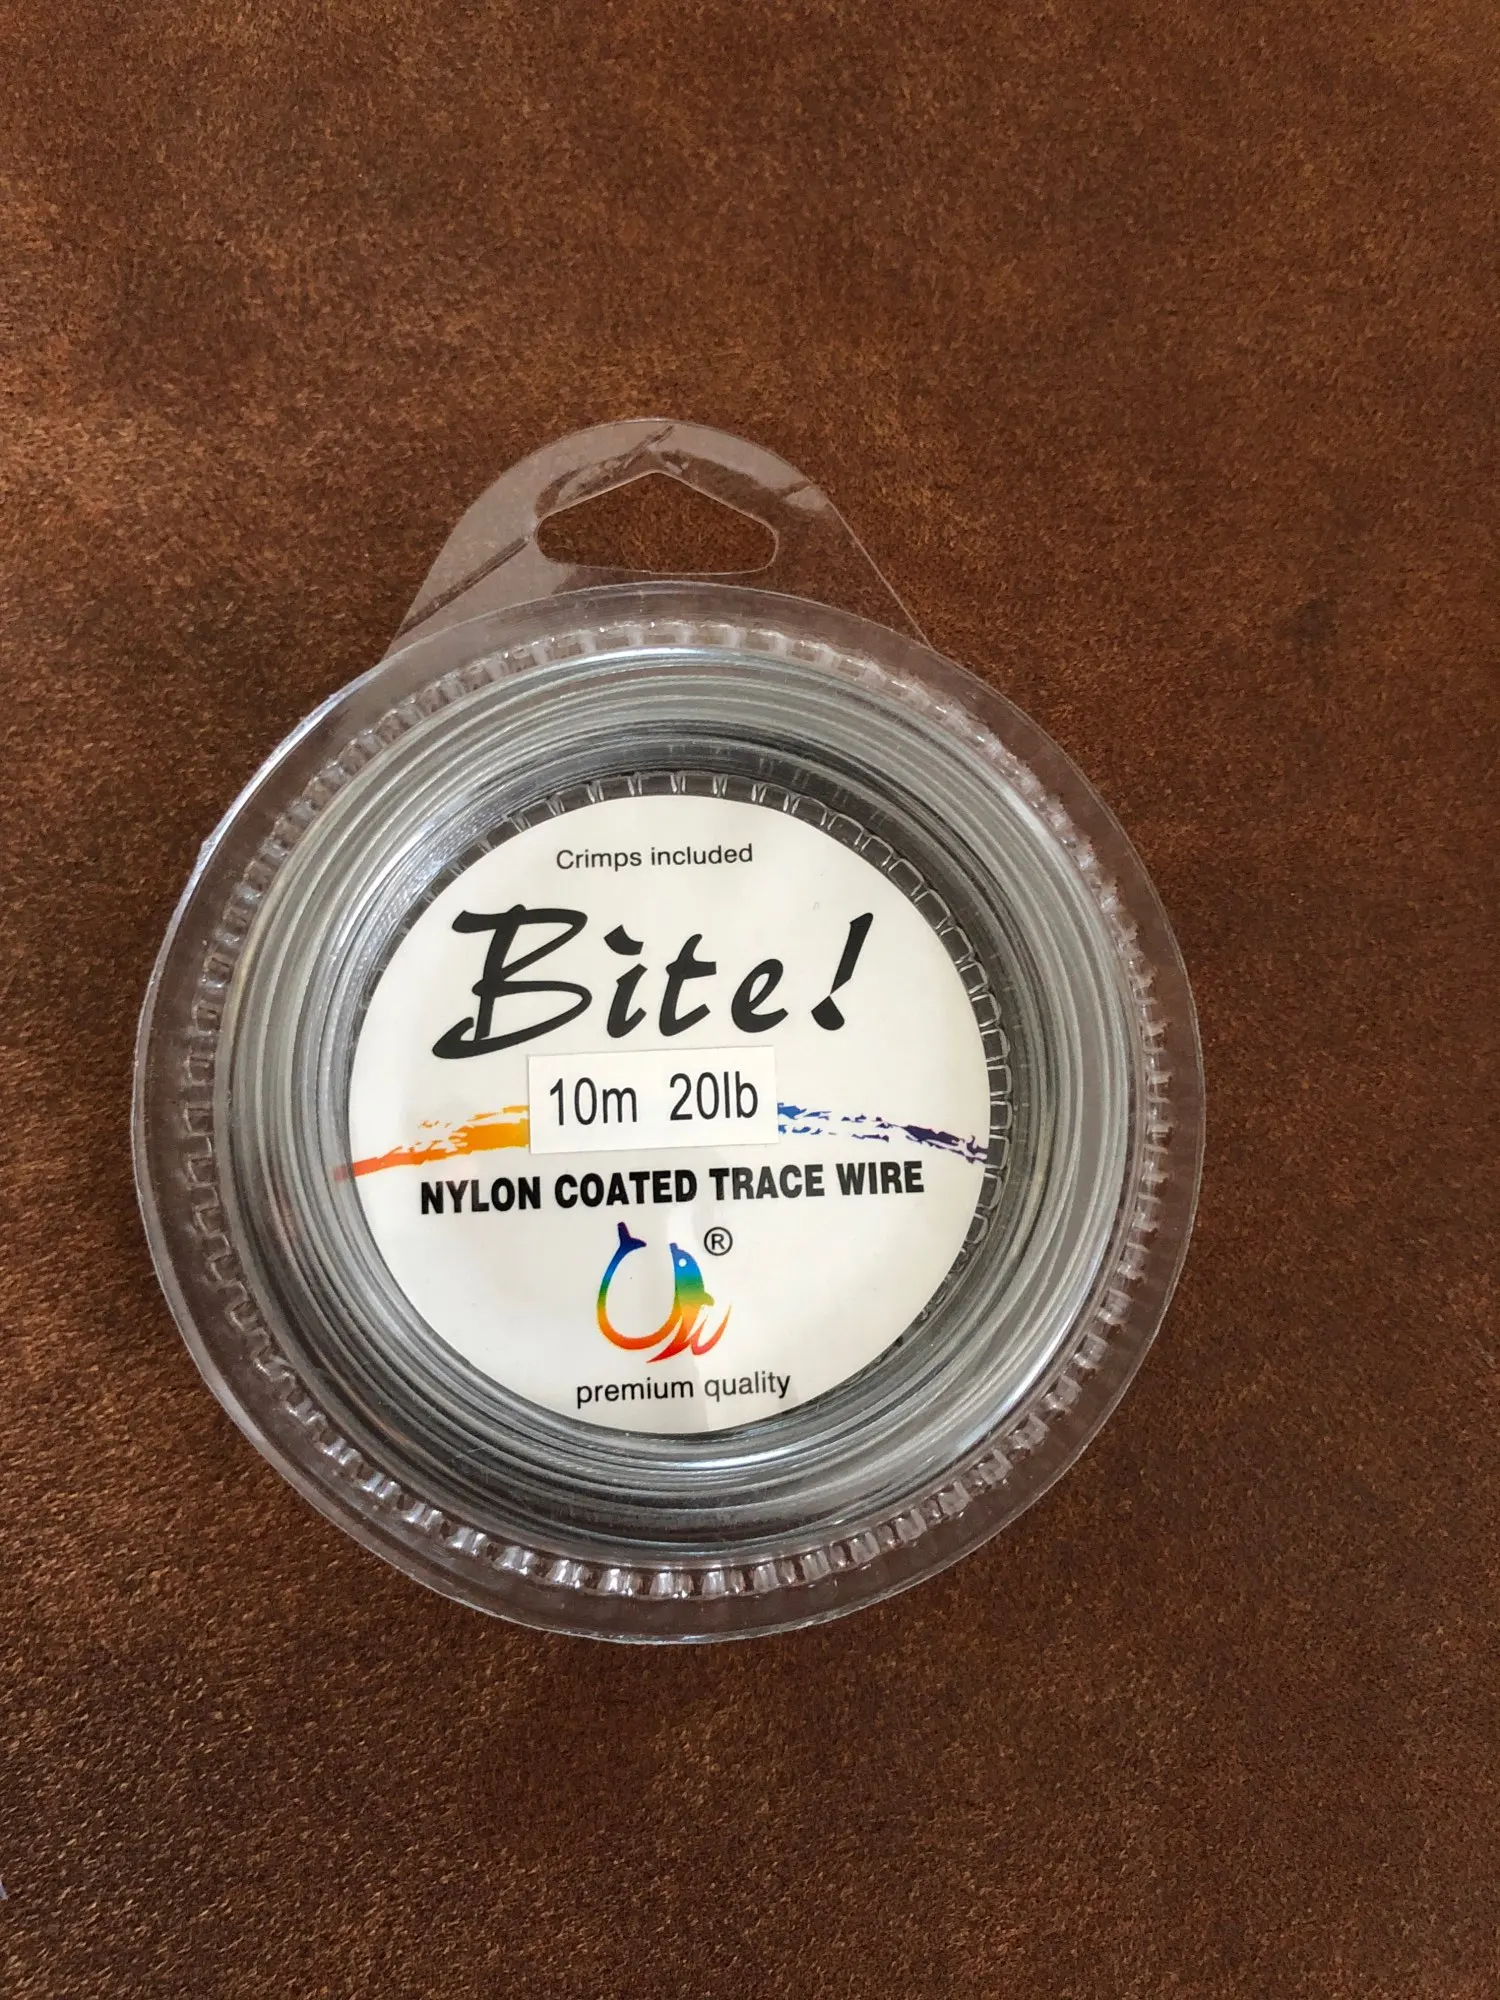 Crimps included
Bite!
10m 20lb
NYLON COATED TRACE WIRE
®
premium quality